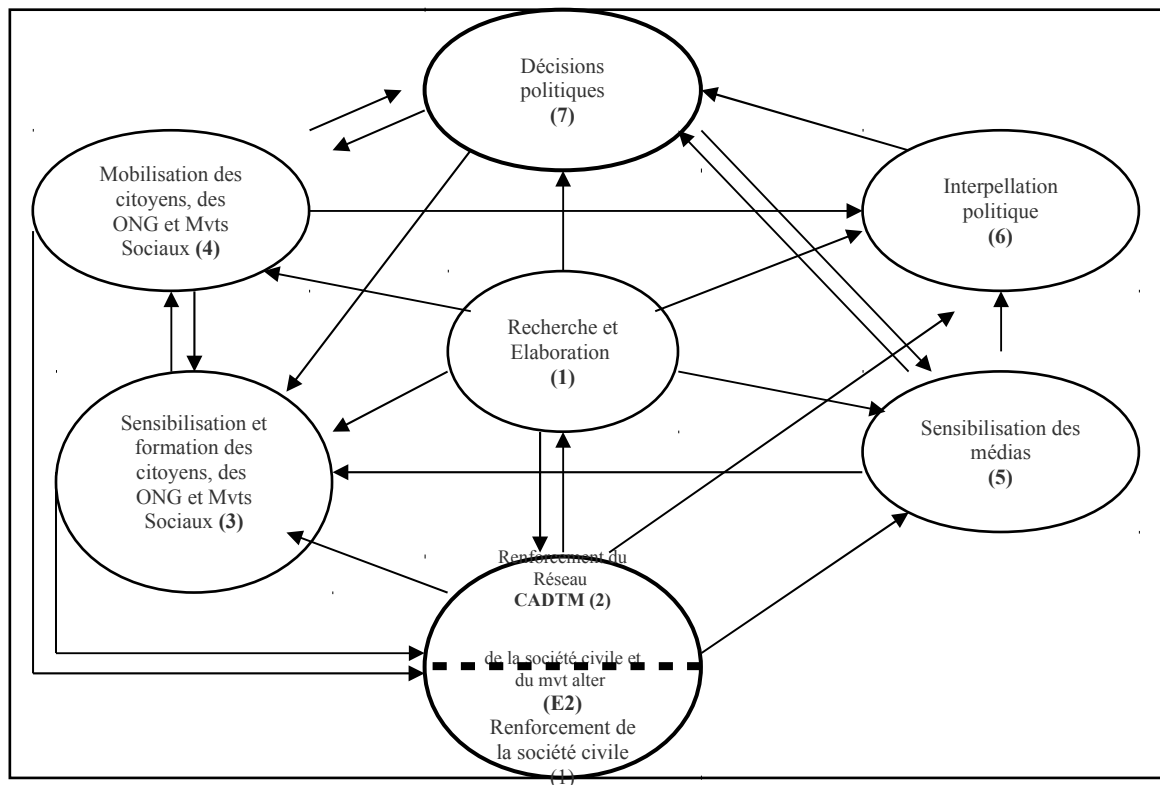 Décisions
politiques
(7)
Mobilisation des
citoyens, des
ONG et Mvts
Sociaux (4)
Interpellation
politique
(6)
Recherche et
Elaboration
(1)
Sensibilisation et
formation des
citoyens, des
ONG et Mvts
Sociaux (3)
Sensibilisation des
médias
(5)
Renforcement du
Réseau
CADTM (2)
de la société civile et
du mvt alter
(E2)
Renforcement de
la société civile
(1)